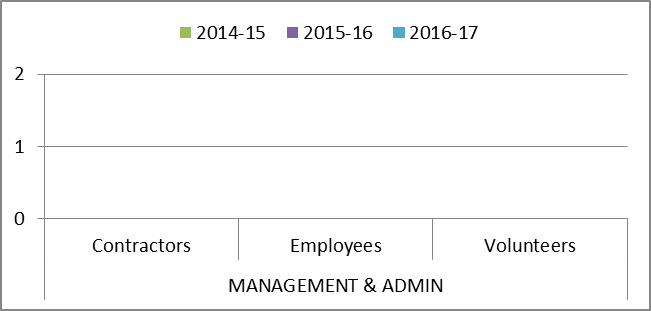 2014-15 2015-16 2016-17
2
1
0
Contractors Employees Volunteers
MANAGEMENT & ADMIN